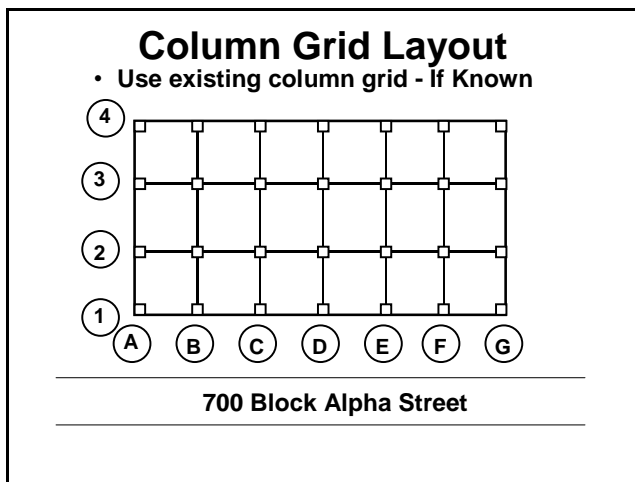 Column Grid Layout
• Use existing column grid - If Known
4
3
2
1
A B C D E F G
700 Block Alpha Street